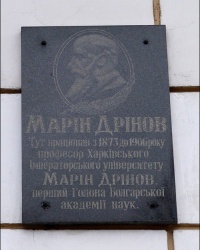 МАРІН ДРІНОВ
Тут працював з 1873 до 1906 року
професор Харківського
імператорського університету
МАРІН ДРІНОВ,
перший Голова Болгарської
академії наук.